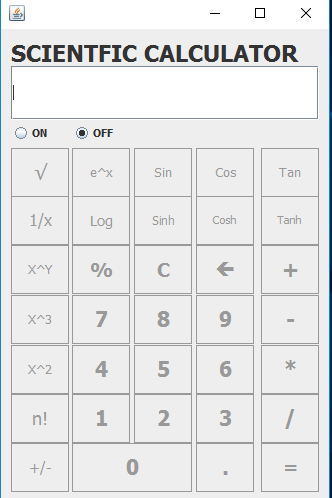 SCIENTFIC CALCULATOR
ON OFF
√ e^x Sin Cos Tan
1/x Log Sinh Cosh Tanh
X^Y % C 🡰 +
X^3 7 8 9 -
X^2 4 5 6 *
n! 1 2 3 /
+/- 0 . =